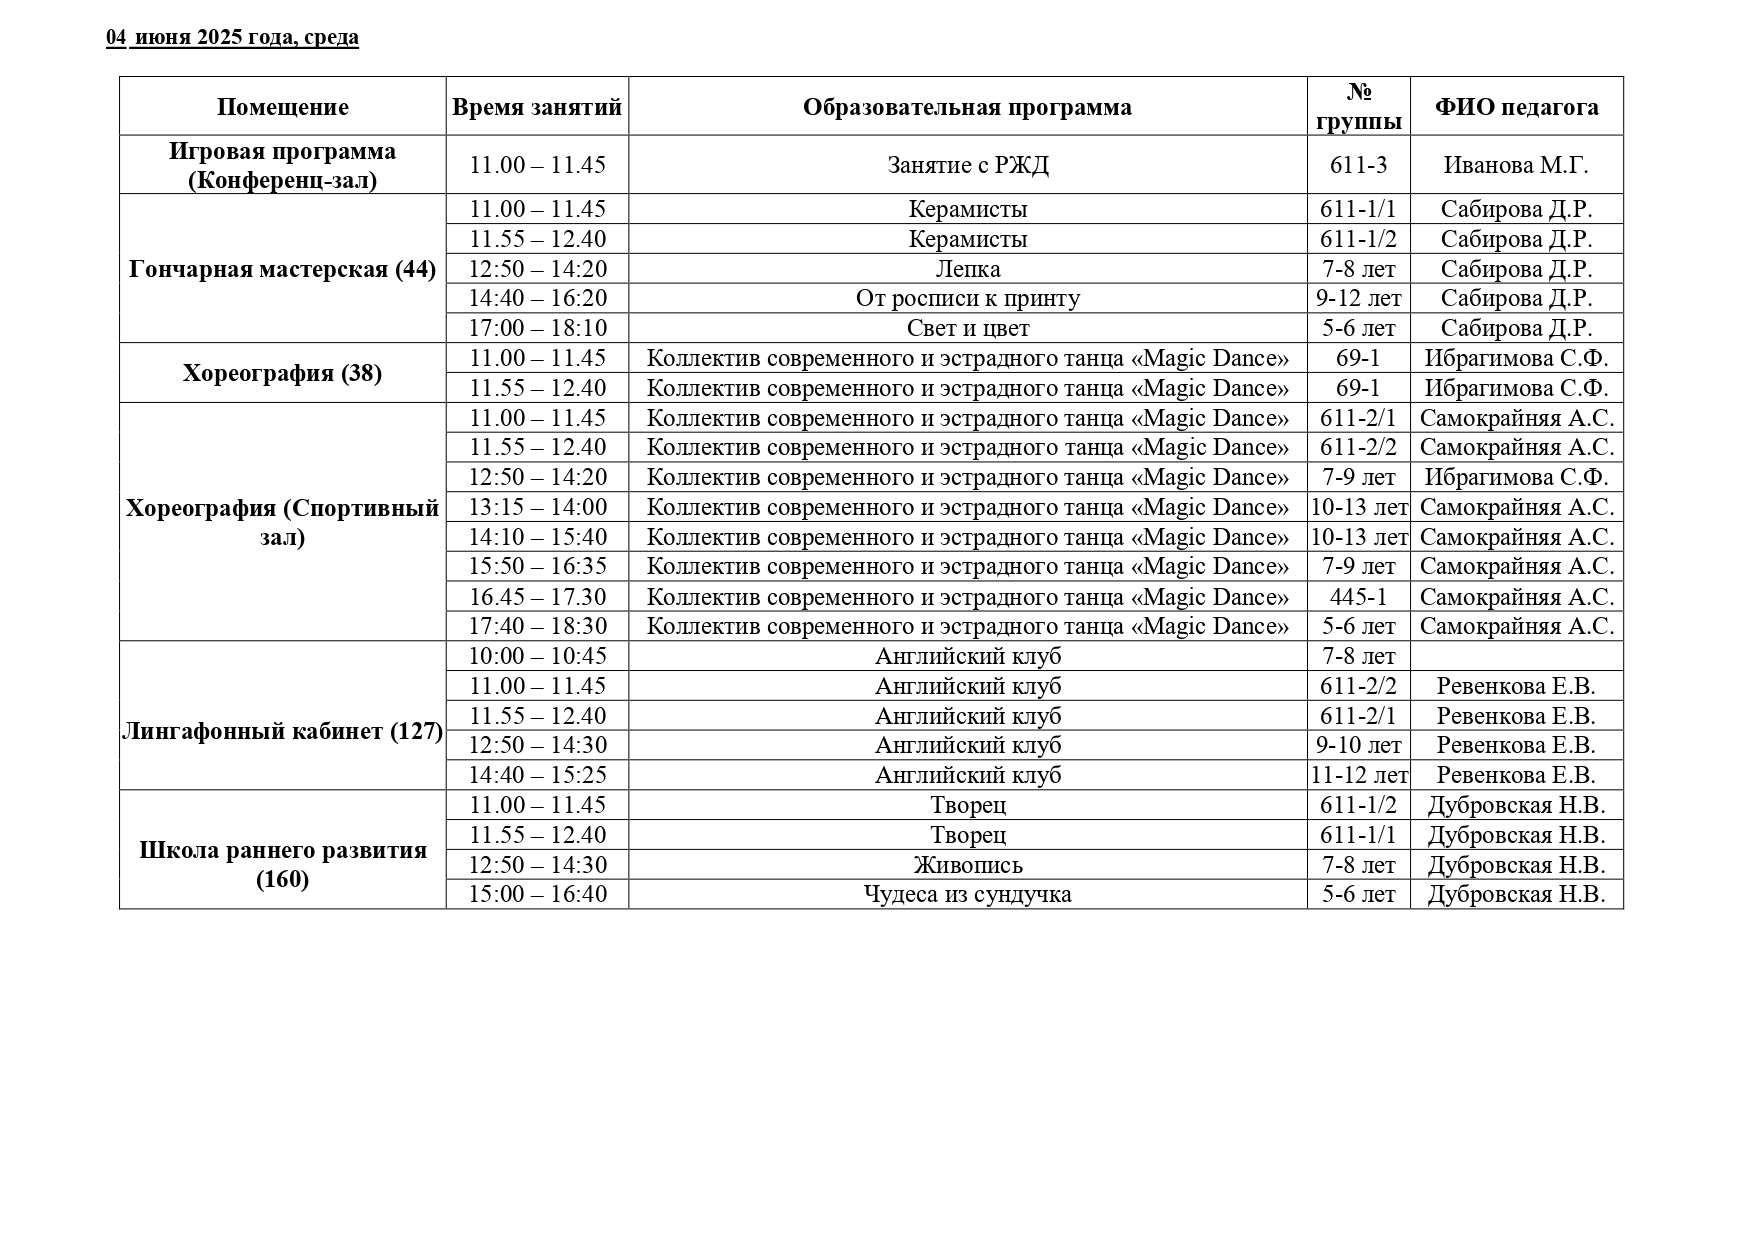 04 июня 2025 года, среда
Помещение Время занятий Образовательная программа № группы ФИО педагога
Игровая программа (Конференц-зал) 11.00 – 11.45 Занятие с РЖД 611-3 Иванова М.Г.
Гончарная мастерская (44) 11.00 – 11.45 Керамисты 611-1/1 Сабирова Д.Р.
11.55 – 12.40 Керамисты 611-1/2 Сабирова Д.Р.
12:50 – 14:20 Лепка 7-8 лет Сабирова Д.Р.
14:40 – 16:20 От росписи к принту 9-12 лет Сабирова Д.Р.
17:00 – 18:10 Свет и цвет 5-6 лет Сабирова Д.Р.
Хореография (38) 11.00 – 11.45 Коллектив современного и эстрадного танца «Magic Dance» 69-1 Ибрагимова С.Ф.
11.55 – 12.40 Коллектив современного и эстрадного танца «Magic Dance» 69-1 Ибрагимова С.Ф.
Хореография (Спортивный зал) 11.00 – 11.45 Коллектив современного и эстрадного танца «Magic Dance» 611-2/1 Самокрайняя А.С.
11.55 – 12.40 Коллектив современного и эстрадного танца «Magic Dance» 611-2/2 Самокрайняя А.С.
12:50 – 14:20 Коллектив современного и эстрадного танца «Magic Dance» 7-9 лет Ибрагимова С.Ф.
13:15 – 14:00 Коллектив современного и эстрадного танца «Magic Dance» 10-13 лет Самокрайняя А.С.
14:10 – 15:40 Коллектив современного и эстрадного танца «Magic Dance» 10-13 лет Самокрайняя А.С.
15:50 – 16:35 Коллектив современного и эстрадного танца «Magic Dance» 7-9 лет Самокрайняя А.С.
16.45 – 17.30 Коллектив современного и эстрадного танца «Magic Dance» 445-1 Самокрайняя А.С.
17:40 – 18:30 Коллектив современного и эстрадного танца «Magic Dance» 5-6 лет Самокрайняя А.С.
Лингафонный кабинет (127) 10:00 – 10:45 Английский клуб 7-8 лет
11.00 – 11.45 Английский клуб 611-2/2 Ревенкова Е.В.
11.55 – 12.40 Английский клуб 611-2/1 Ревенкова Е.В.
12:50 – 14:30 Английский клуб 9-10 лет Ревенкова Е.В.
14:40 – 15:25 Английский клуб 11-12 лет Ревенкова Е.В.
Школа раннего развития (160) 11.00 – 11.45 Творец 611-1/2 Дубровская Н.В.
11.55 – 12.40 Творец 611-1/1 Дубровская Н.В.
12:50 – 14:30 Живопись 7-8 лет Дубровская Н.В.
15:00 – 16:40 Чудеса из сундучка 5-6 лет Дубровская Н.В.